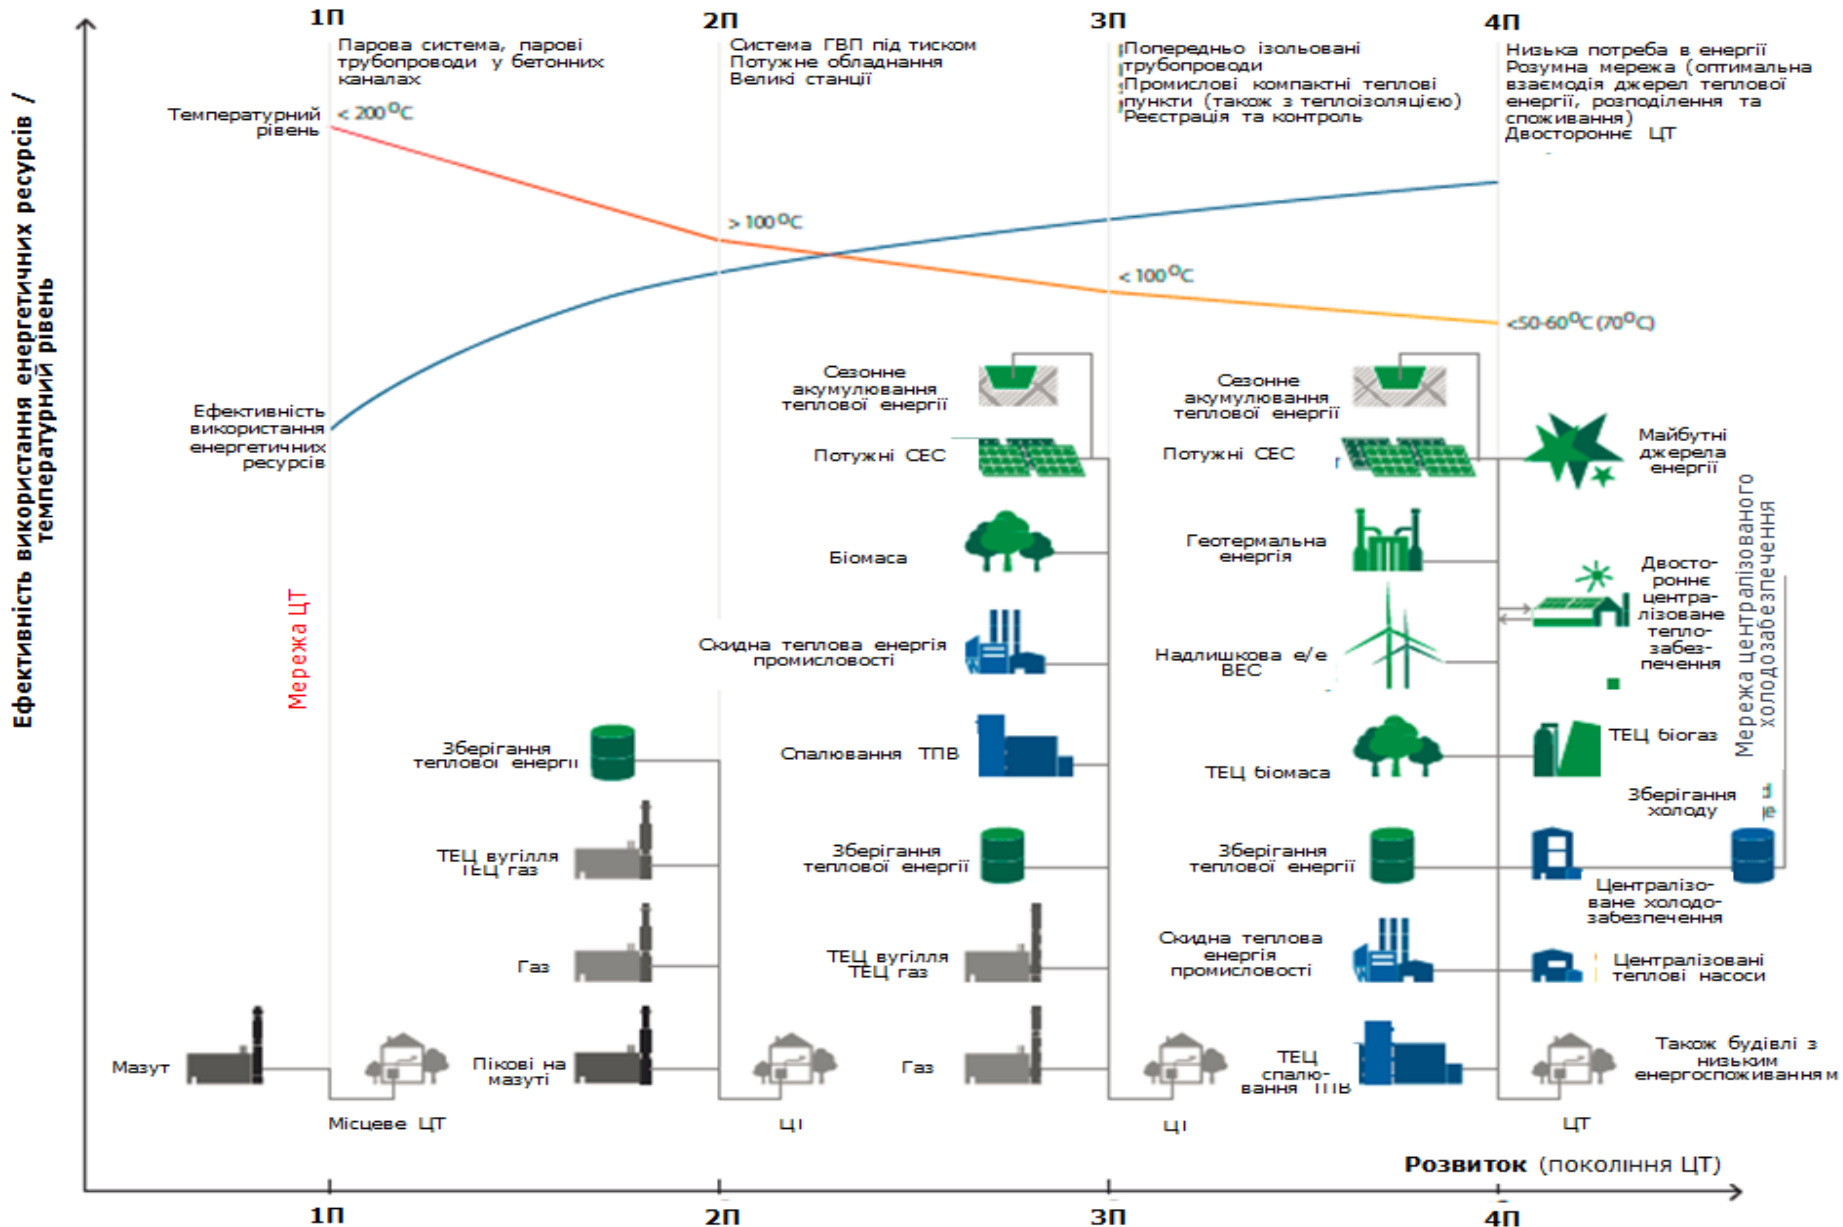 1П
2П
3П
4П
Парова система, парові
трубопроводи у бетонних
каналах
Система ГВП під тиском
Потужне обладнання
Великі станції
Попередньо ізольовані
трубопроводи
Промислові компактні теплові
пункти (також з теплоізоляцією)
Реєстрація та контроль
Низька потреба в енергії
Розумна мережа (оптимальна
взаємодія джерел теплової
енергії, розподілення та
споживання)
Двостороннє ЦТ
Ефективність використання енергетичних ресурсів /
температурний рівень
Температурний
рівень
< 200 °C
> 100 °C
< 100 °C
<50-60°C (70°C)
Ефективність
використання
енергетичних
ресурсів
Мережа ЦТ
Мазут
Місцеве ЦТ
Зберігання
теплової енергії
ТЕЦ вугілля
ТЕЦ газ
Газ
Пікові на
мазуті
Сезонне
акумулювання
теплової енергії
Потужні СЕС
Біомаса
Скидна теплова енергія
промисловості
Спалювання ТПВ
Зберігання
теплової енергії
ТЕЦ вугілля
ТЕЦ газ
Газ
Сезонне
акумулювання
теплової енергії
Потужні СЕС
Геотермальна
енергія
Надлишкова е/е
ВЕС
ТЕЦ біомаса
Зберігання
теплової енергії
Скидна теплова
енергія
промисловості
ТЕЦ
спалю-
вання ТПВ
Майбутні
джерела
енергії
Двосто-
роннє
центра-
лізоване
тепло-
забез-
печення
ТЕЦ біогаз
Зберігання
холоду
Централізо-
ване холодо-
забезпечення
Централізовані
теплові насоси
Також будівлі з
низьким
енергоспоживанням
Мережа централізованого
холодозабезпечення
ЦТ
ЦТ
ЦТ
Розвиток (покоління ЦТ)
1П
2П
3П
4П